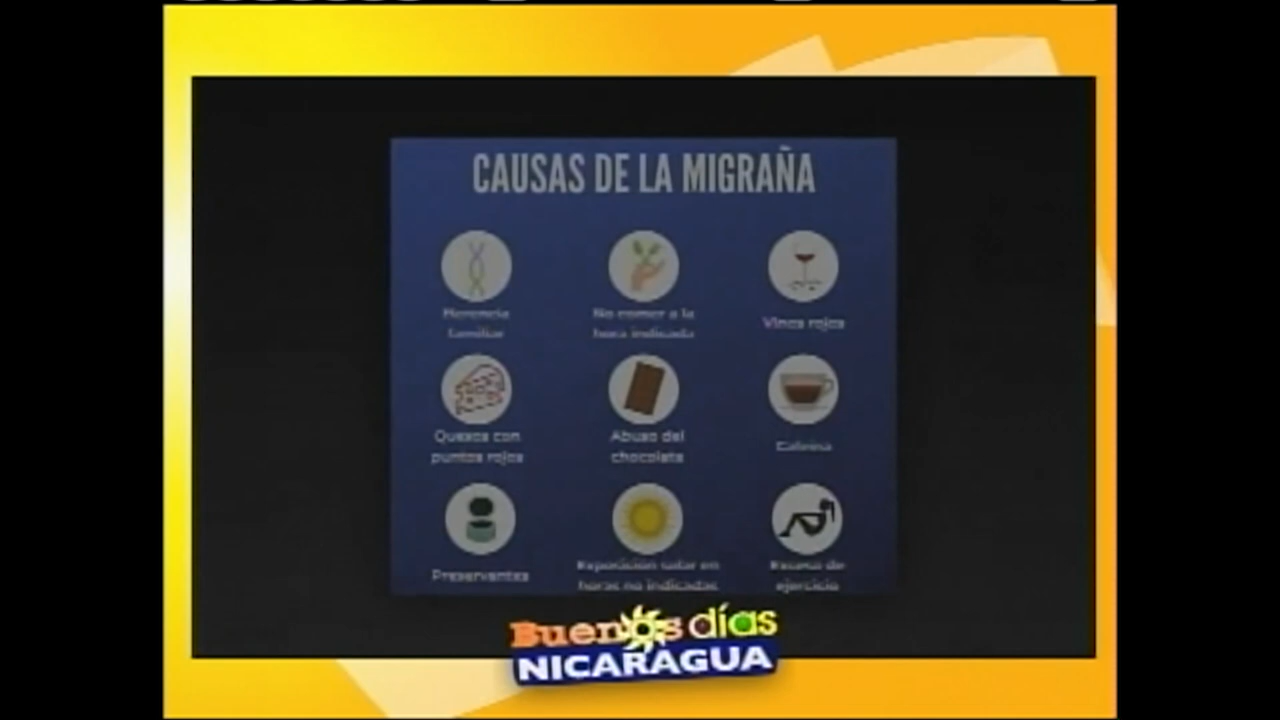 CAUSAS DE LA MIGRAÑA
Herencia
familiar
No comer a la
hora indicada
Vinos rojos
Quesos con
puntos rojos
Abuso del
chocolate
Cafeína
Preservantes
Exposición solar en
horas no indicadas
Exceso de
ejercicio
Buenos días
NICARAGUA